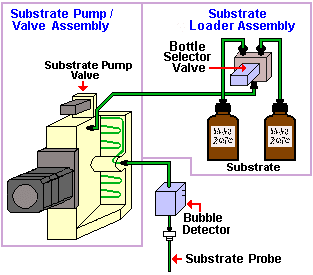 Substrate Pump /
Valve Assembly
Substrate
Loader Assembly
Bottle
Selector
Valve
Substrate Pump
Valve
Substrate
Bubble
Detector
Substrate Probe